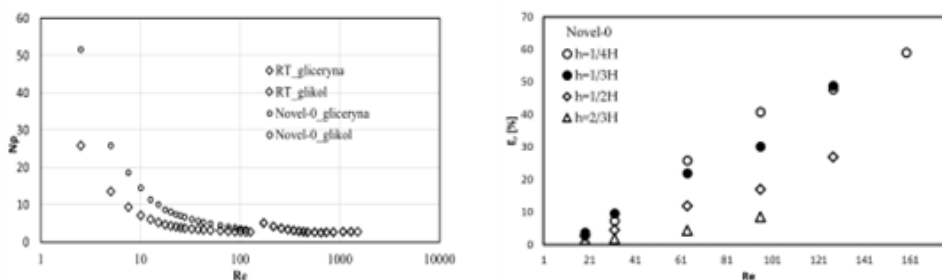 60
50
40
30
20
10
0
Np
RT_gliceryna
RT_glikol
Novel-0_gliceryna
Novel-0_glikol
1 10 100 1000 10000
Re
70
60
50
40
30
20
10
0
E, [%]
Novel-0
h=1/4H
h=1/3H
h=1/2H
h=2/3H
1 21 41 61 81 101 121 141 161
Re